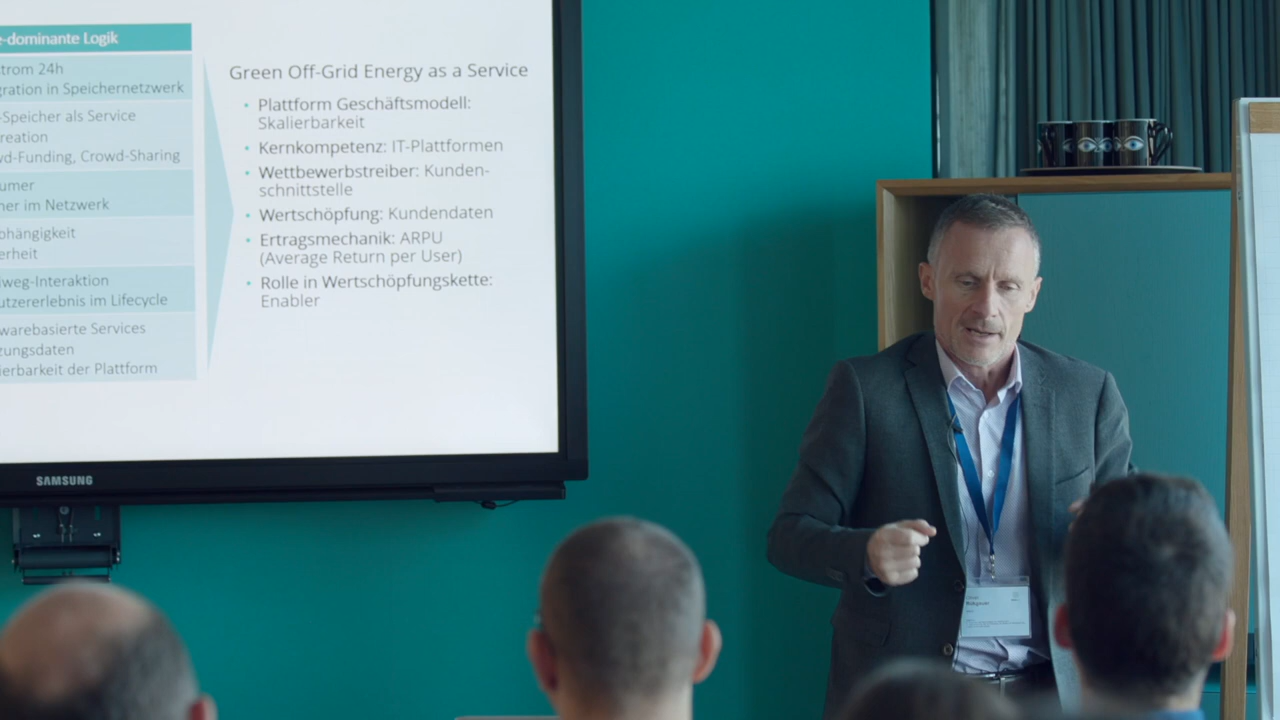 e-dominante Logik
strom 24h
gration in Speichernetzwerk
-Speicher als Service
reation
wd-Funding, Crowd-Sharing
umer
ner im Netzwerk
bhängigkeit
erheit
iweg-Interaktion
utzererlebnis im Lifecycle
warebasierte Services
zungsdaten
ierbarkeit der Plattform
Green Off-Grid Energy as a Service
• Plattform Geschäftsmodell:
Skalierbarkeit
• Kernkompetenz: IT-Plattformen
• Wettbewerbstreiber: Kunden-
schnittstelle
• Wertschöpfung: Kundendaten
• Ertragsmechanik: ARPU
(Average Return per User)
• Rolle in Wertschöpfungskette:
Enabler
SAMSUNG